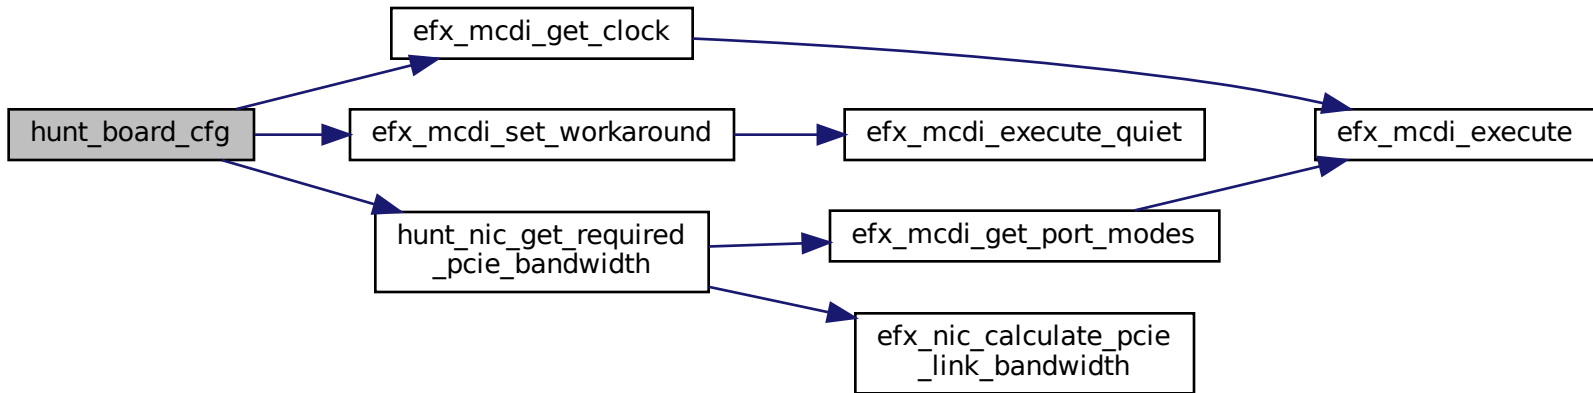 efx_mcdi_get_clock
hunt_board_cfg
efx_mcdi_set_workaround
efx_mcdi_execute_quiet
efx_mcdi_execute
hunt_nic_get_required
_pcie_bandwidth
efx_mcdi_get_port_modes
efx_nic_calculate_pcie
_link_bandwidth